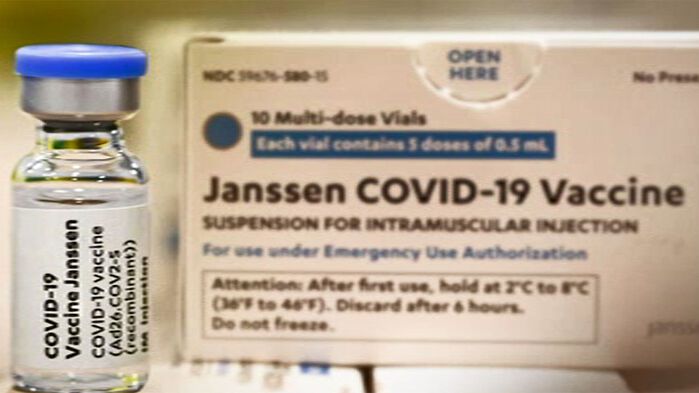 COVID-19
Vaccine Janssen
COVID-19 vaccine
(Ad26.COV2-S
(recombinant))
IM Injection
OPEN
HERE
NDC 59676-580-15
No Prese
10 Multi-dose Vials
Each vial contains 5 doses of 0.5 mL
Janssen COVID-19 Vaccine
SUSPENSION FOR INTRAMUSCULAR INJECTION
For use under Emergency Use Authorization
Attention: After first use, hold at 2°C to 8°C
(36°F to 46°F). Discard after 6 hours.
Do not freeze.
janssen